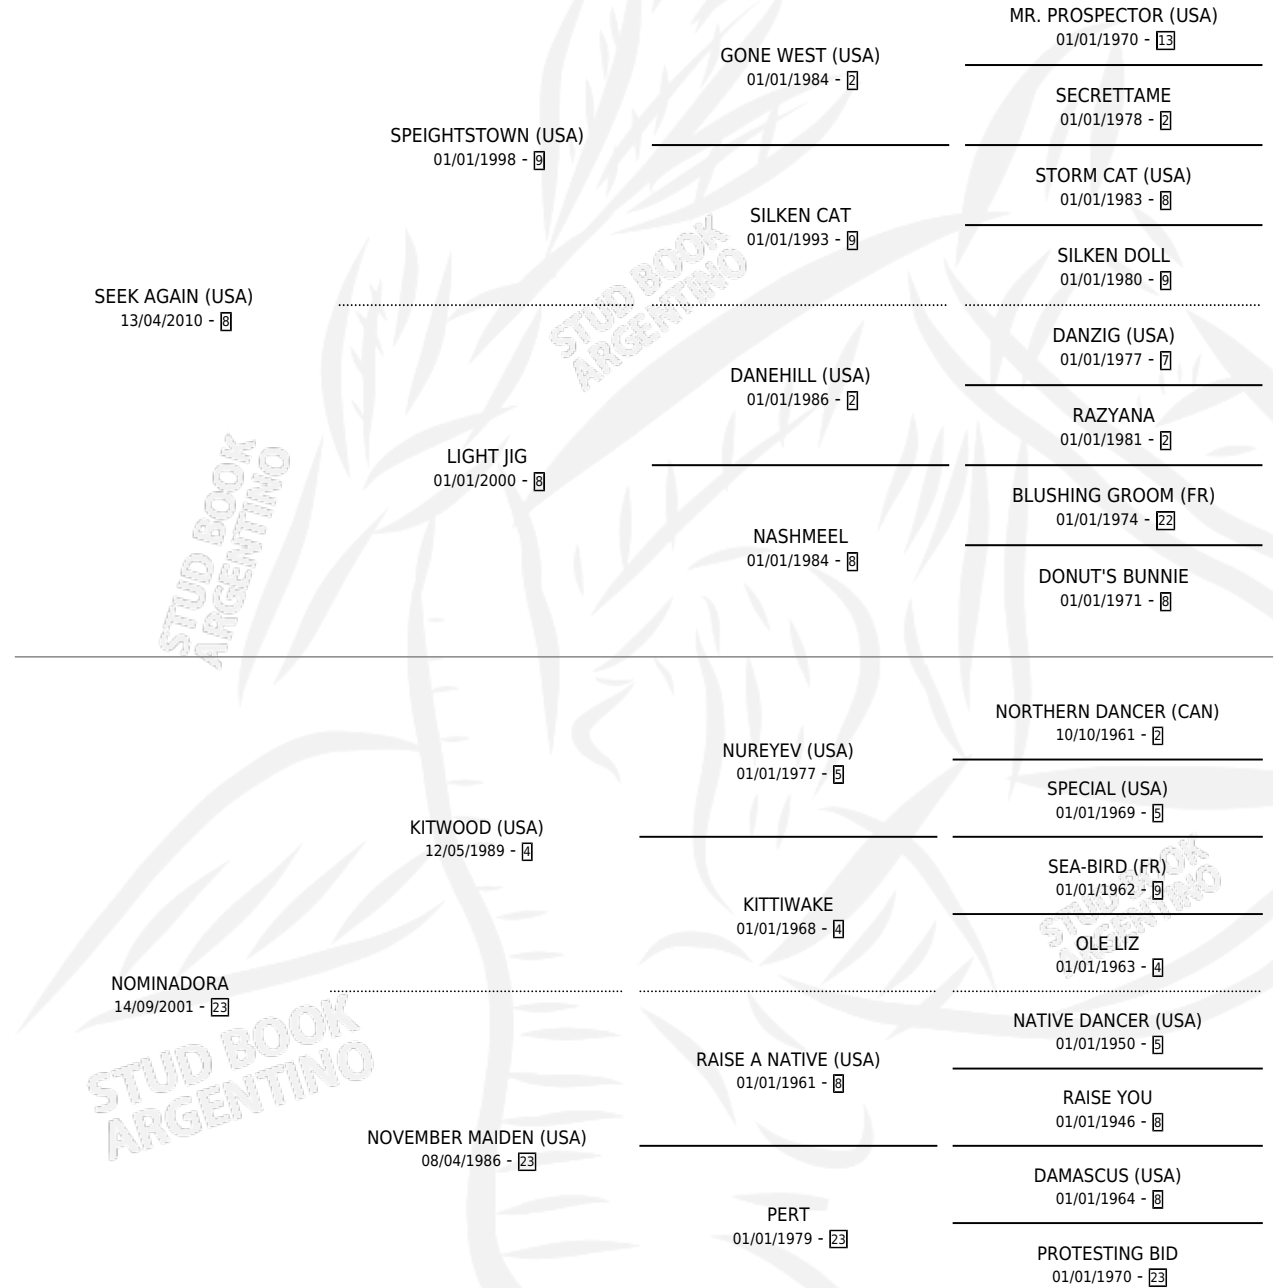 MR. PROSPECTOR (USA)
01/01/1970 - 13
GONE WEST (USA)
01/01/1984 - 2
SECRETTAME
01/01/1978 - 2
SPEIGHTSTOWN (USA)
01/01/1998 - 9
STORM CAT (USA)
01/01/1983 - 8
SILKEN CAT
01/01/1993 - 9
SILKEN DOLL
01/01/1980 - 9
SEEK AGAIN (USA)
13/04/2010 - 8
DANZIG (USA)
01/01/1977 - 7
DANEHILL (USA)
01/01/1986 - 2
RAZYANA
01/01/1981 - 2
LIGHT JIG
01/01/2000 - 8
BLUSHING GROOM (FR)
01/01/1974 - 22
NASHMEEL
01/01/1984 - 8
DONUT'S BUNNIE
01/01/1971 - 8
NORTHERN DANCER (CAN)
10/10/1961 - 2
NUREYEV (USA)
01/01/1977 - 5
SPECIAL (USA)
01/01/1969 - 5
KITWOOD (USA)
12/05/1989 - 4
SEA-BIRD (FR)
01/01/1962 - 9
KITTIWAKE
01/01/1968 - 4
OLE LIZ
01/01/1963 - 4
NOMINADORA
14/09/2001 - 23
NATIVE DANCER (USA)
01/01/1950 - 5
RAISE A NATIVE (USA)
01/01/1961 - 8
RAISE YOU
01/01/1946 - 8
NOVEMBER MAIDEN (USA)
08/04/1986 - 23
DAMASCUS (USA)
01/01/1964 - 8
PERT
01/01/1979 - 23
PROTESTING BID
01/01/1970 - 23
STUD BOOK
ARGENTINO
STUD BOOK
ARGENTINO
STUD BOOK
ARGENTINO
STUD BOOK
ARGENTINO